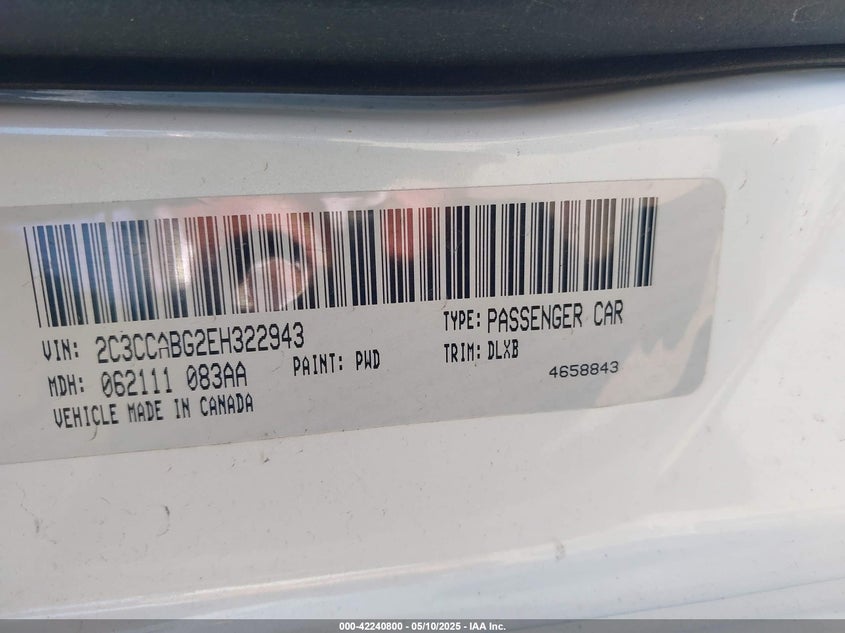 VIN: 2C3CCABG2EH322943
TYPE: PASSENGER CAR
MDH: 062111 083AA
PAINT: PWD
TRIM: DLXB
VEHICLE MADE IN CANADA
4658843
000-42240800 --- 05/10/2025 --- IAA Inc.